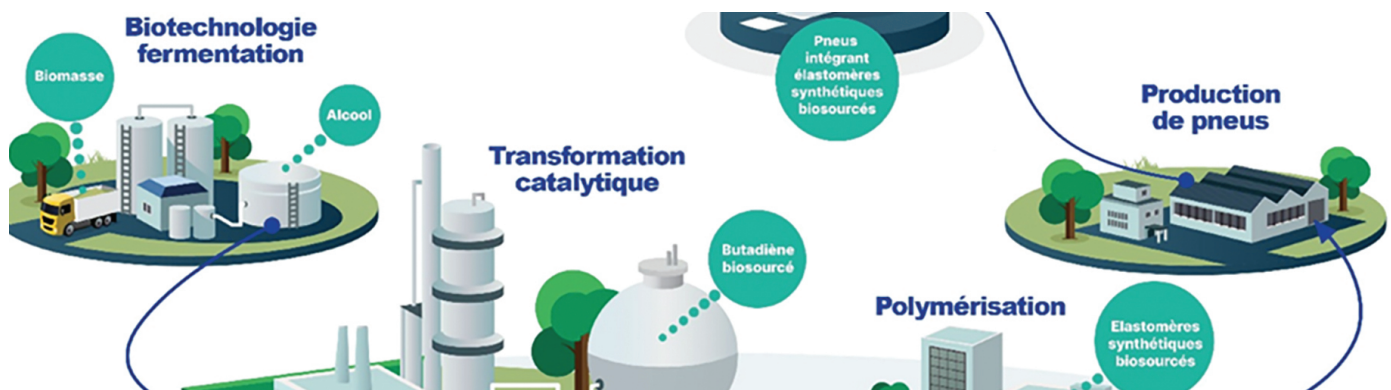 Biotechnologie
fermentation
Biomasse
Alcool
Transformation
catalytique
Butadiène
biosourcé
Pneus
intégrant
élastomères
synthétiques
biosourcés
Production
de pneus
Polymérisation
Elastomères
synthétiques
biosourcés